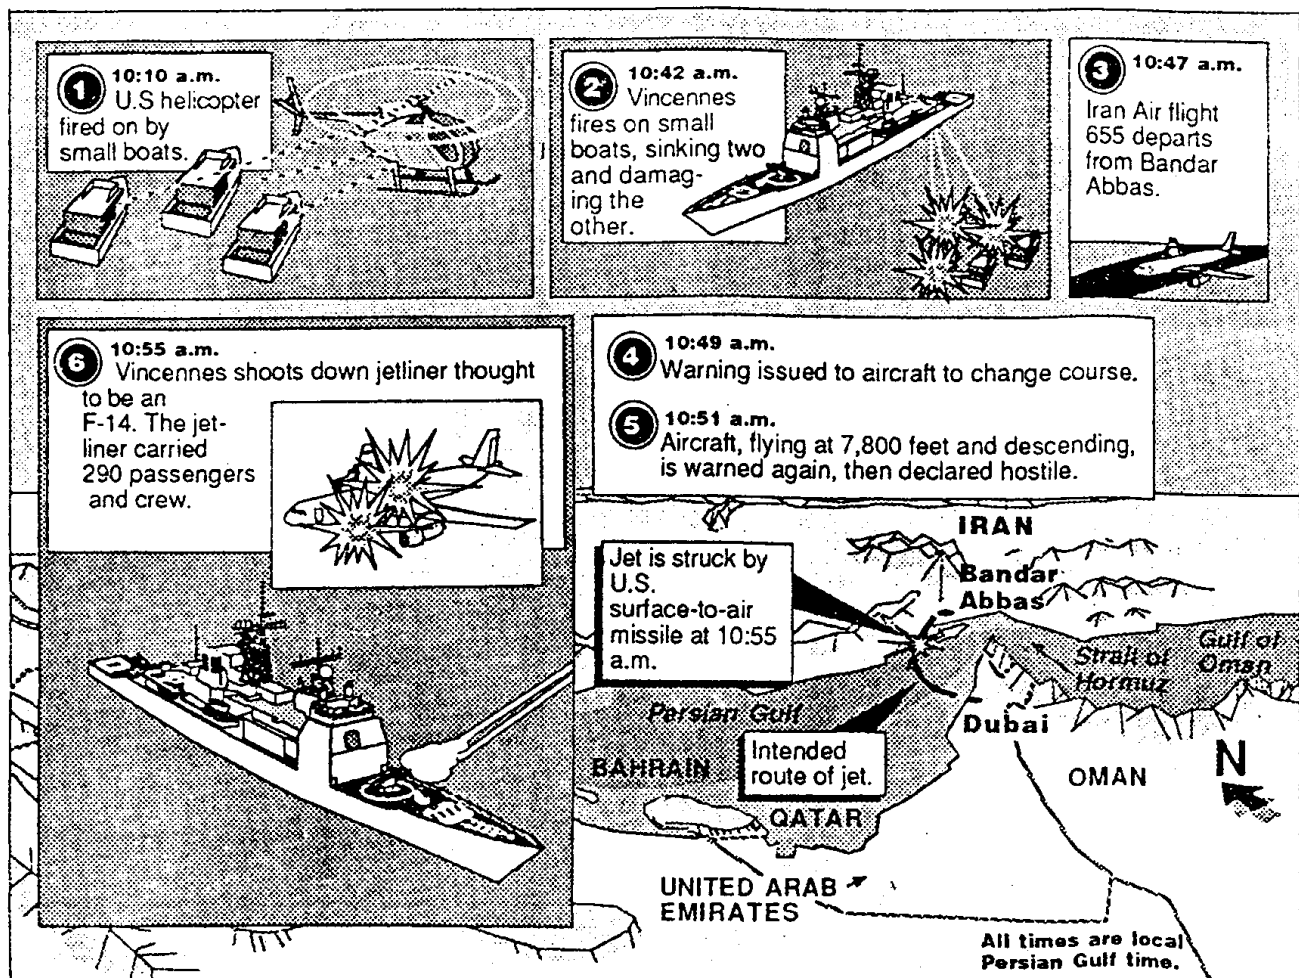 1 10:10 a.m.
U.S helicopter
fired on by
small boats.
2 10:42 a.m.
Vincennes
fires on small
boats, sinking two
and damag-
ing the
other.
3 10:47 a.m.
Iran Air flight
655 departs
from Bandar
Abbas.
4 10:49 a.m.
Warning issued to aircraft to change course.
5 10:51 a.m.
Aircraft, flying at 7,800 feet and descending,
is warned again, then declared hostile.
6 10:55 a.m.
Vincennes shoots down jetliner thought
to be an
F-14. The jet-
liner carried
290 passengers
and crew.
Jet is struck by
U.S.
surface-to-air
missile at 10:55
a.m.
IRAN
Bandar
Abbas
Strait of
Hormuz
Gulf of
Oman
Persian Gulf
Dubai
Intended
route of jet.
BAHRAIN
QATAR
OMAN
N
UNITED ARAB
EMIRATES
All times are local
Persian Gulf time.